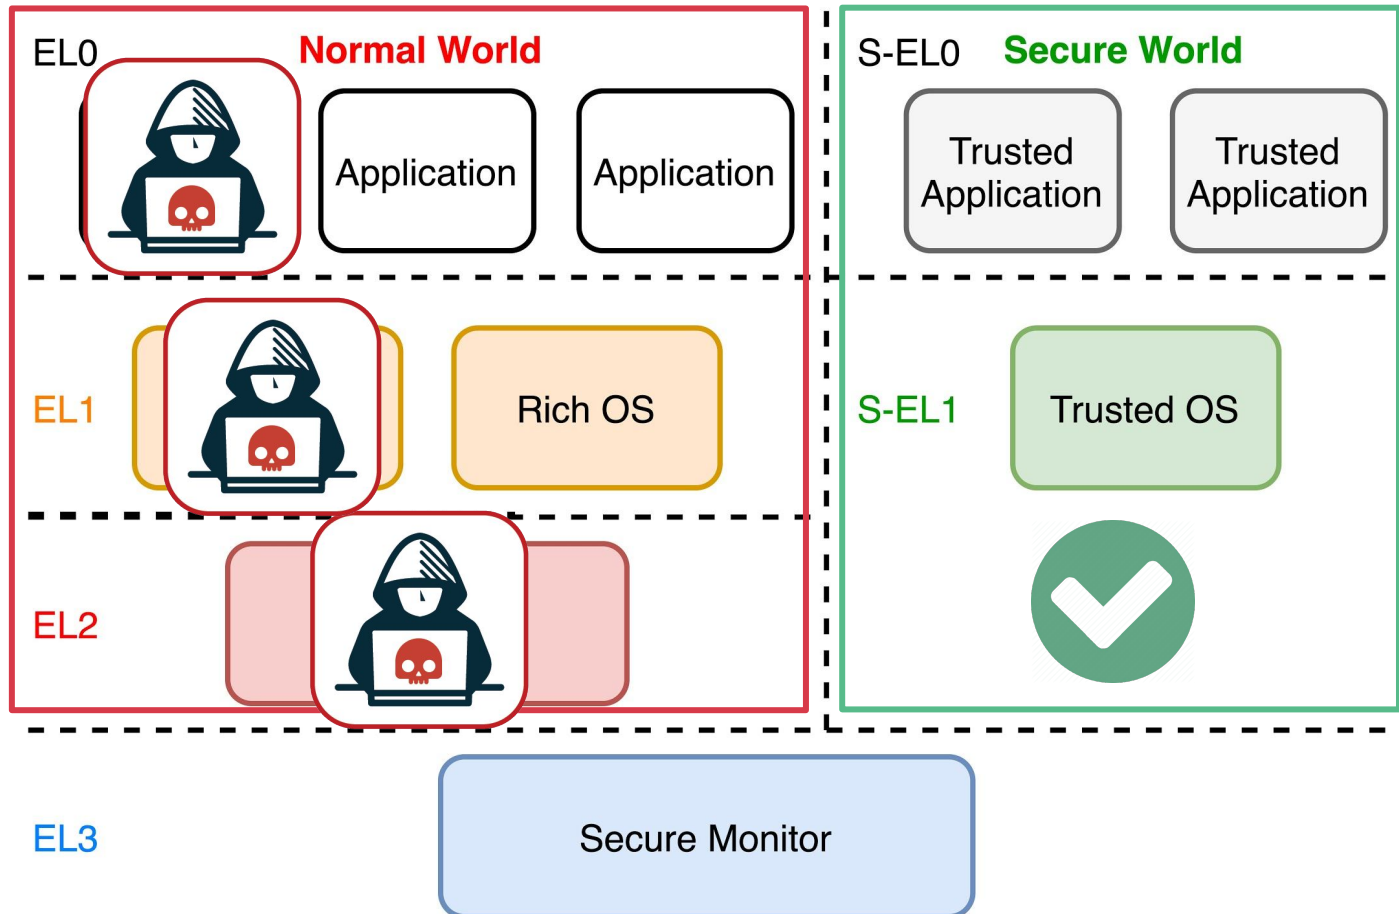 EL0
Normal World
S-EL0
Secure World
Application
Application
Trusted
Application
Trusted
Application
EL1
Rich OS
S-EL1
Trusted OS
EL2
EL3
Secure Monitor